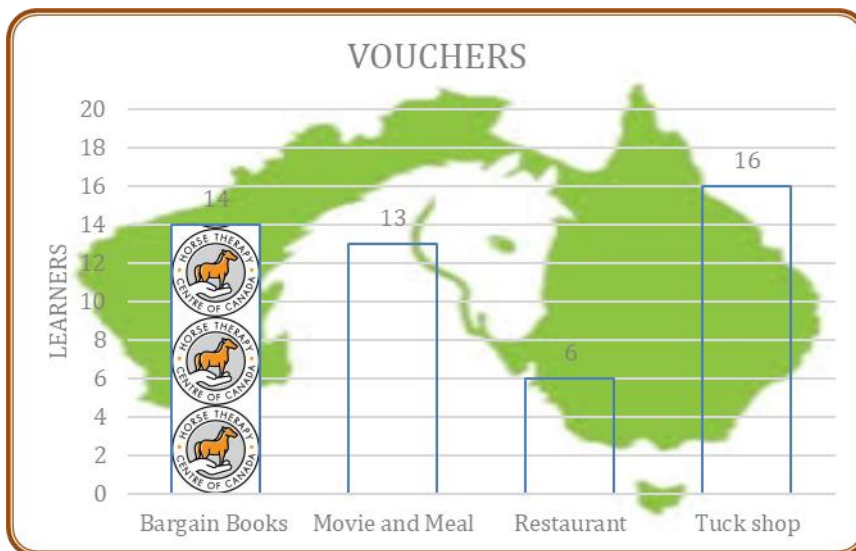 VOUCHERS
LEARNERS
20
18
16
14
12
10
8
6
4
2
0
14
13
6
16
HORSE THERAPY
CENTRE OF CANADA
HORSE THERAPY
CENTRE OF CANADA
HORSE THERAPY
CENTRE OF CANADA
Bargain Books Movie and Meal Restaurant Tuck shop